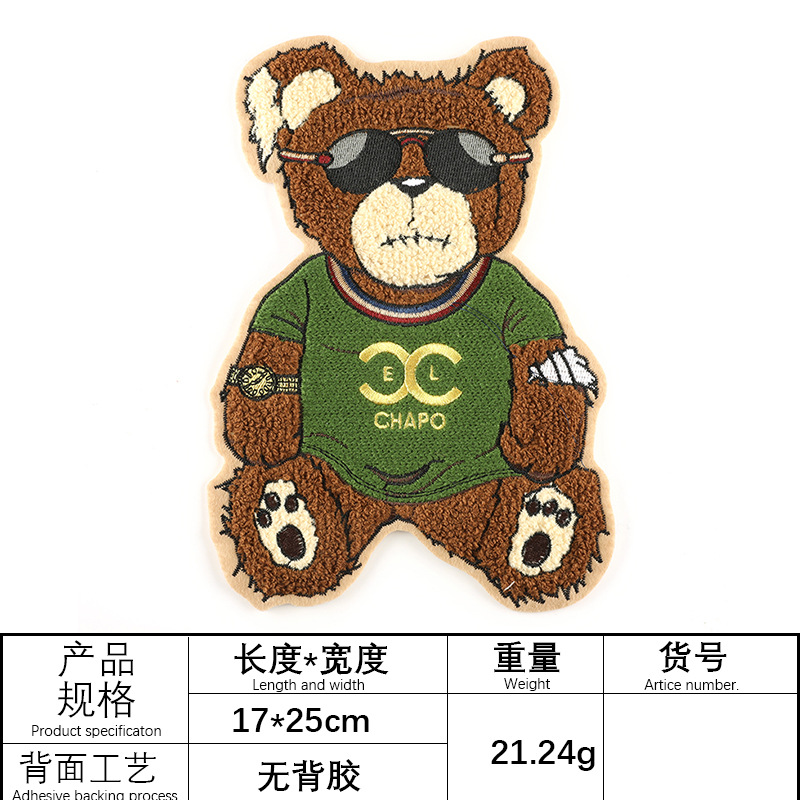 E L
CHAPO
产品
规格
Product specificaton
长度*宽度
Length and width
重量
Weight
货号
Artice number.
17*25cm
21.24g
背面工艺
Adhesive backing process
无背胶